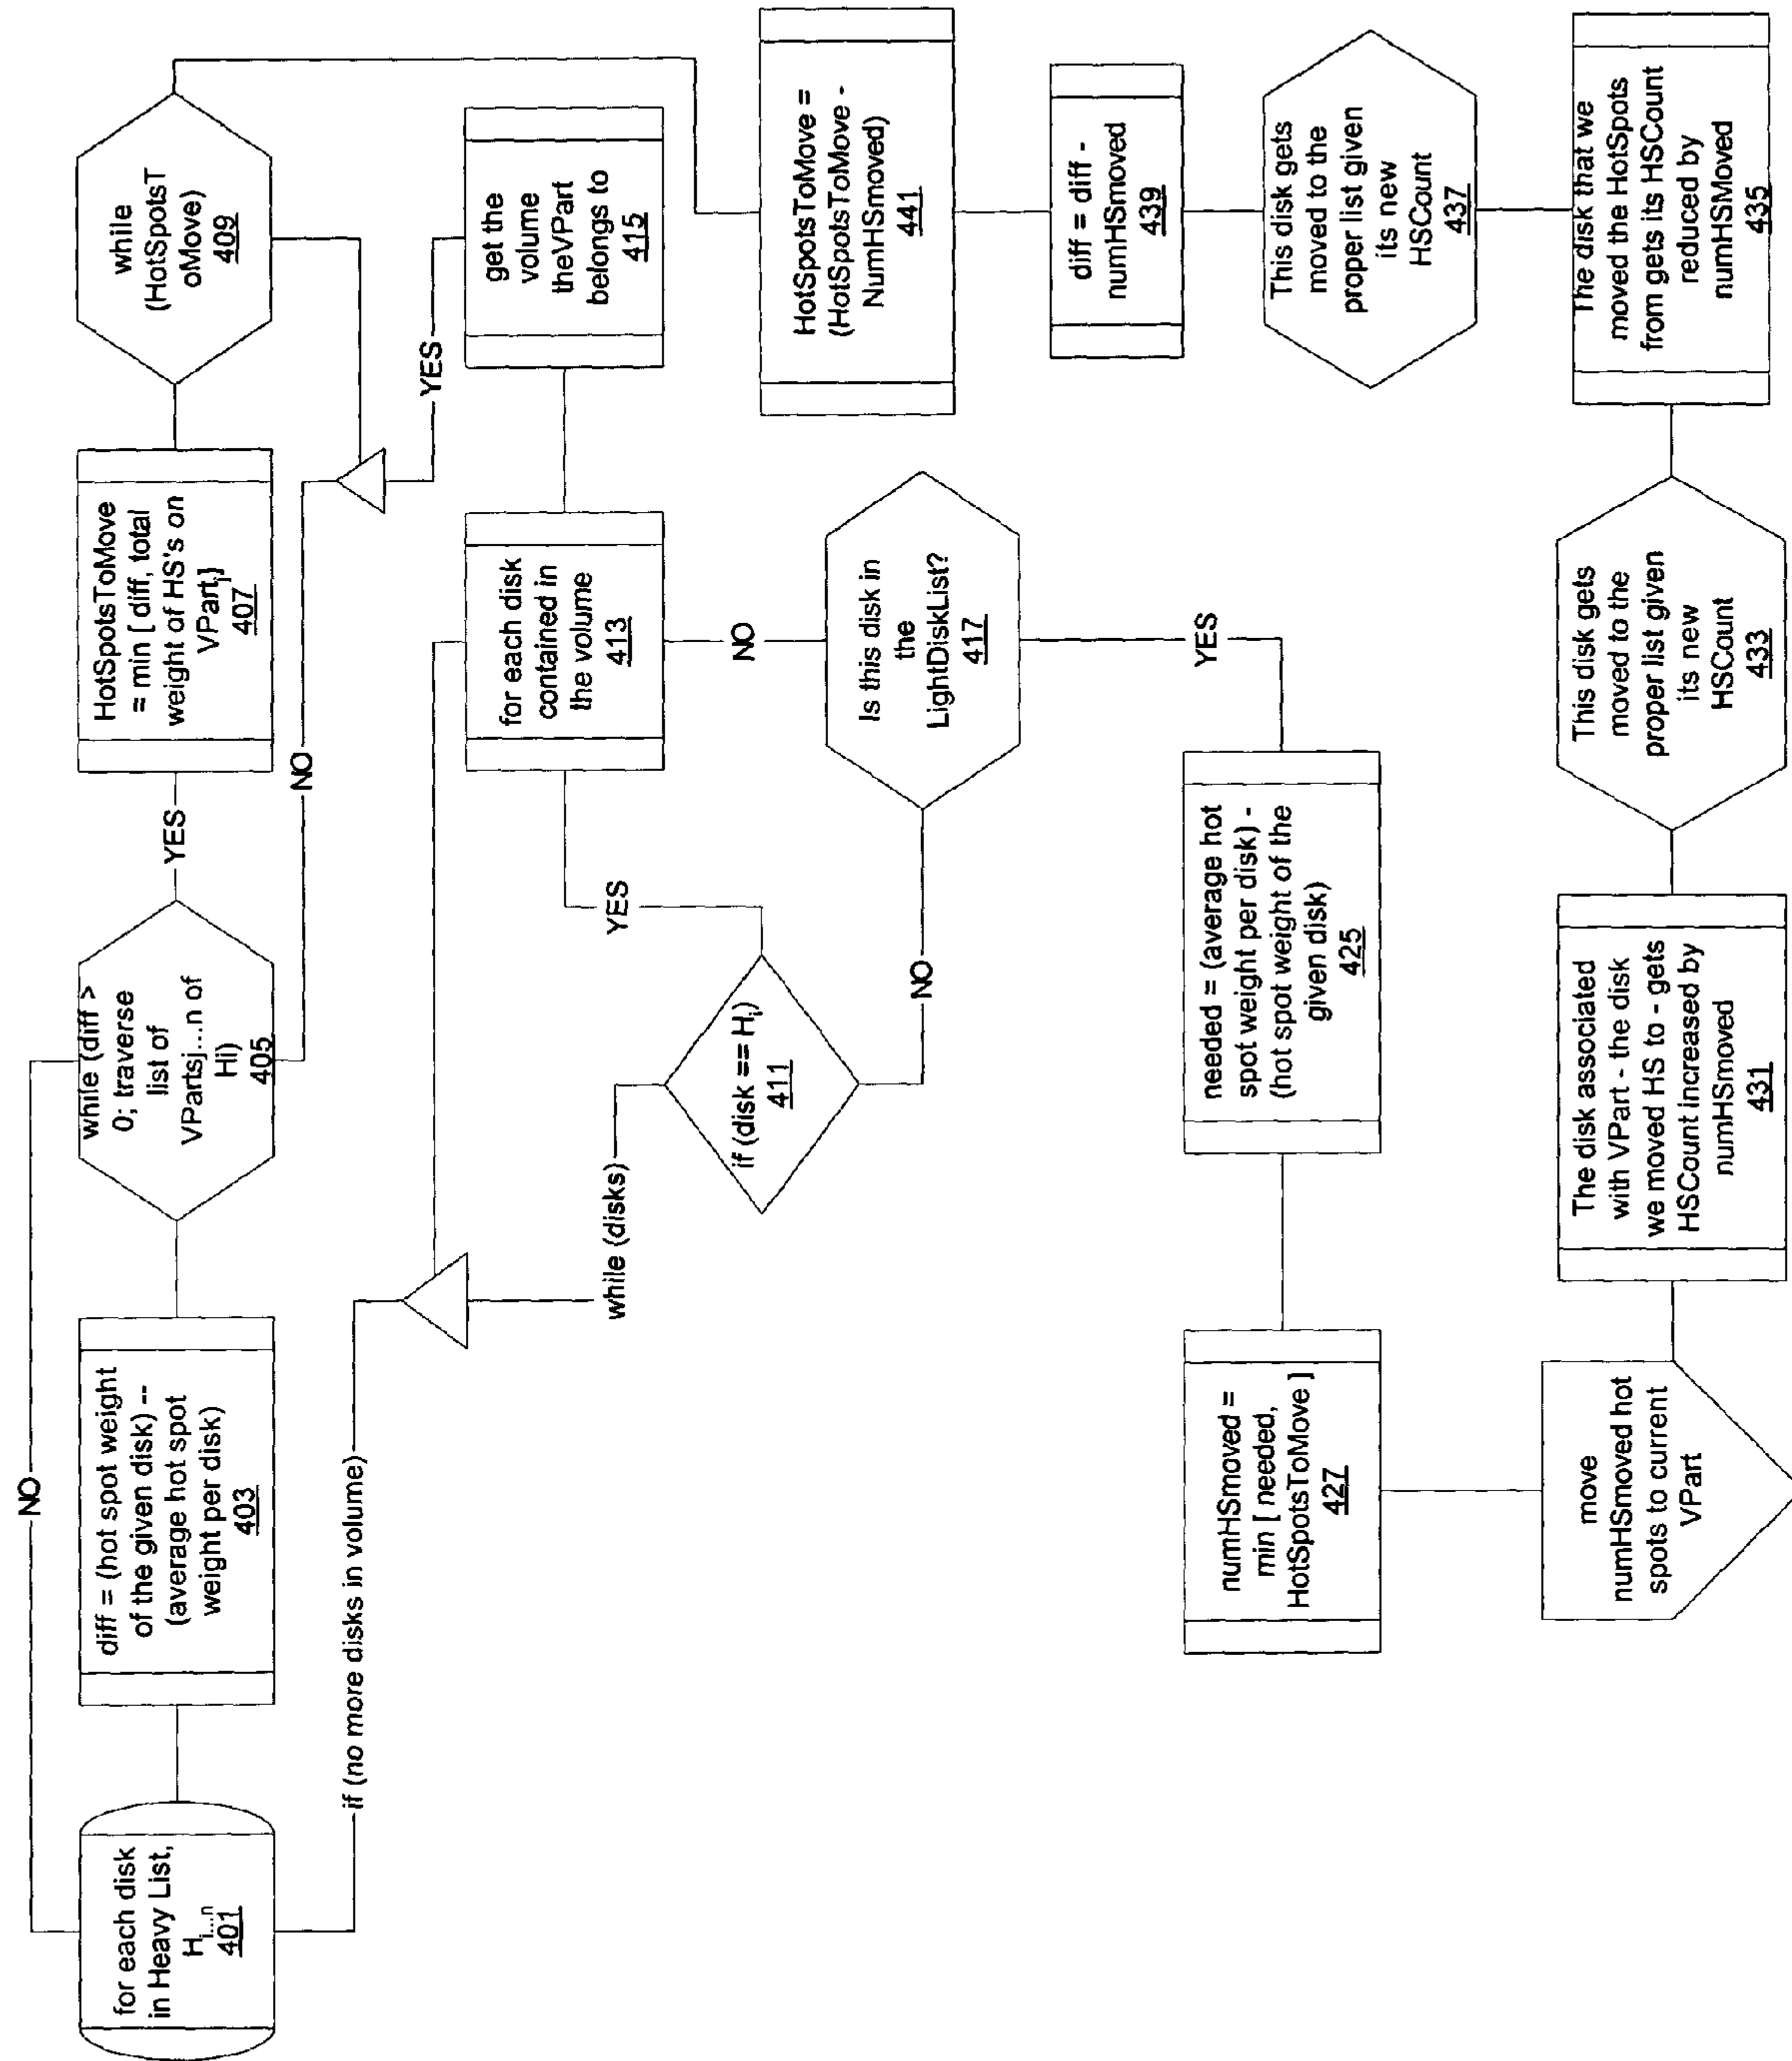 for each disk
in Heavy List,
Hi...n
401
NO
diff = (hot spot weight
of the given disk) --
(average hot spot
weight per disk)
403
while (diff >
0; traverse
list of
VPartsj...n of
Hi)
405
YES
HotSpotsToMove
= min [ diff, total
weight of HS's on
VPartj]
407
while
(HotSpotsT
oMove)
409
NO
YES
if (no more disks in volume)
while (disks)
if (disk == Hi)
411
YES
NO
for each disk
contained in
the volume
413
get the
volume
theVPart
belongs to
415
NO
Is this disk in
the
LightDiskList?
417
YES
needed = (average hot
spot weight per disk) -
(hot spot weight of the
given disk)
425
numHSmoved =
min [ needed,
HotSpotsToMove ]
427
move
numHSmoved hot
spots to current
VPart
The disk associated
with VPart - the disk
we moved HS to - gets
HSCount increased by
numHSmoved
431
This disk gets
moved to the
proper list given
its new
HSCount
433
The disk that we
moved the HotSpots
from gets its HSCount
reduced by
numHSMoved
435
This disk gets
moved to the
proper list given
its new
HSCount
437
diff = diff -
numHSmoved
439
HotSpotsToMove =
(HotSpotsToMove -
NumHSmoved)
441